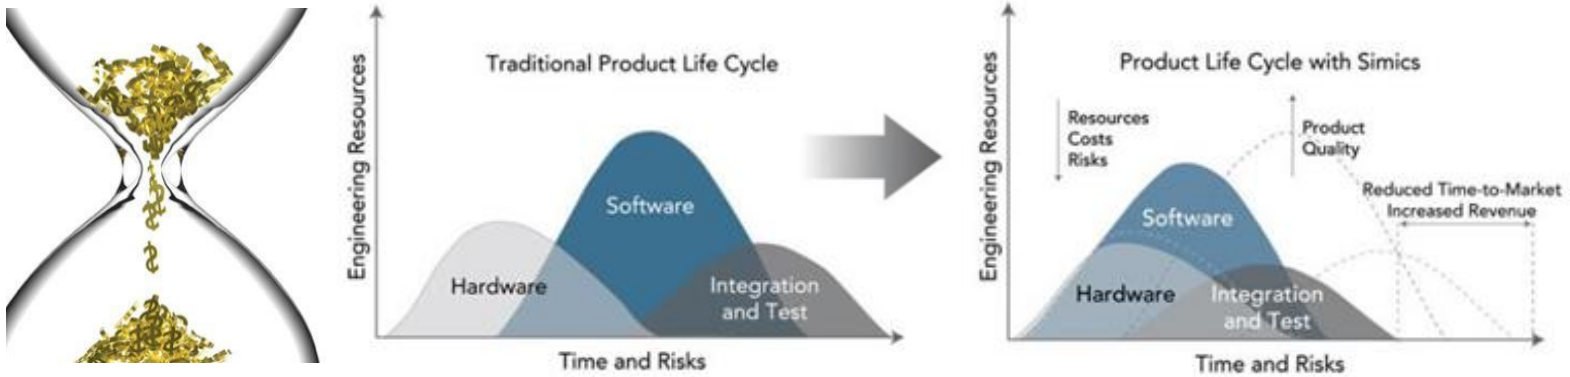 Traditional Product Life Cycle
Engineering Resources
Software
Hardware
Integration
and Test
Time and Risks
Product Life Cycle with Simics
Engineering Resources
Resources
Costs
Risks
Product
Quality
Reduced Time-to-Market
Increased Revenue
Software
Hardware
Integration
and Test
Time and Risks